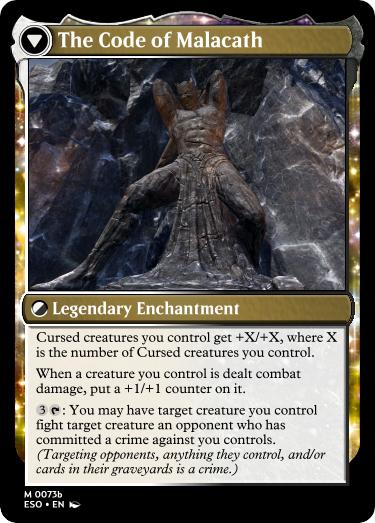 The Code of Malacath
Legendary Enchantment
Cursed creatures you control get +X/+X, where X
is the number of Cursed creatures you control.
When a creature you control is dealt combat
damage, put a +1/+1 counter on it.
3 T: You may have target creature you control
fight target creature an opponent who has
committed a crime against you controls.
(Targeting opponents, anything they control, and/or
cards in their graveyards is a crime.)
M 0073b
ESO • EN